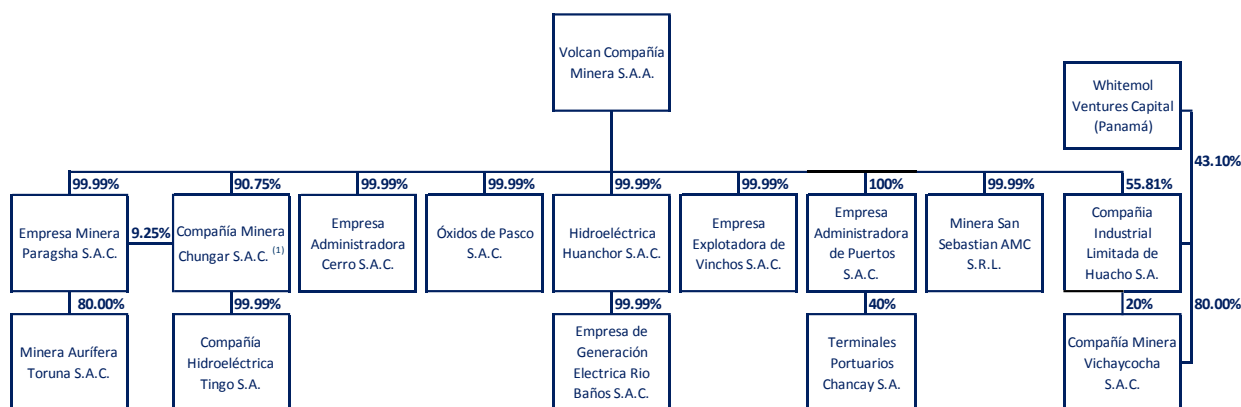 Volcan Compañía
Minera S.A.A.
Whitemol
Ventures Capital
(Panamá)
43.10%
99.99%
90.75%
99.99%
99.99%
99.99%
99.99%
100%
99.99%
55.81%
Empresa Minera
Paragsha S.A.C.
9.25%
Compañía Minera
Chungar S.A.C. (1)
Empresa
Administradora
Cerro S.A.C.
Óxidos de Pasco
S.A.C.
Hidroeléctrica
Huanchor S.A.C.
Empresa
Explotadora de
Vinchos S.A.C.
Empresa
Administradora
de Puertos
S.A.C.
Minera San
Sebastian AMC
S.R.L.
Compañia
Industrial
Limitada de
Huacho S.A.
80.00%
99.99%
99.99%
40%
20%
80.00%
Minera Aurífera
Toruna S.A.C.
Compañía
Hidroeléctrica
Tingo S.A.
Empresa de
Generación
Electrica Rio
Baños S.A.C.
Terminales
Portuarios
Chancay S.A.
Compañía Minera
Vichaycocha
S.A.C.